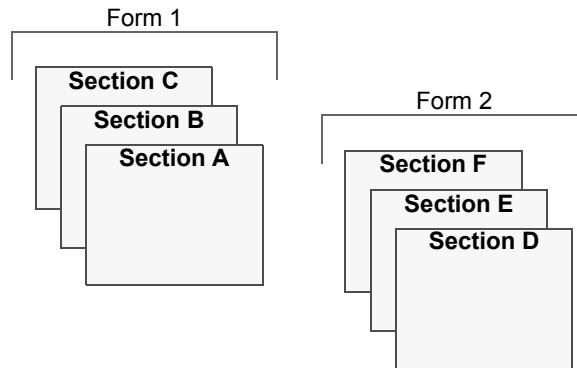 Form 1
Section C
Section B
Section A
Form 2
Section F
Section E
Section D